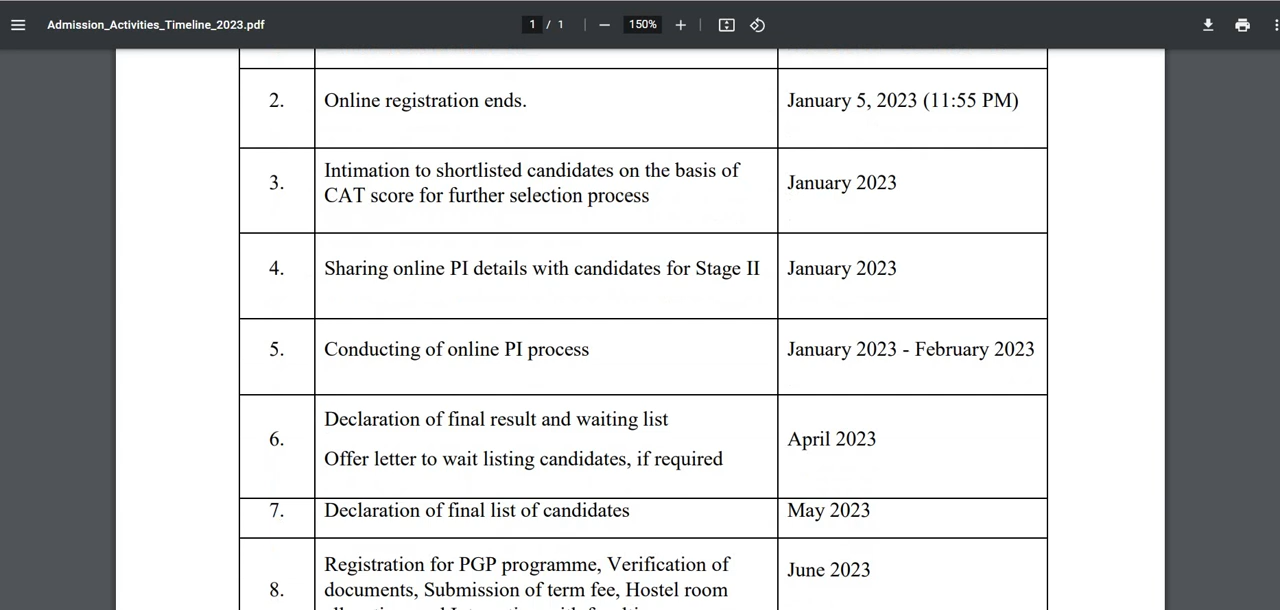 Admission_Activities_Timeline_2023.pdf
1 / 1
150%
2. Online registration ends. January 5, 2023 (11:55 PM)
3. Intimation to shortlisted candidates on the basis of
CAT score for further selection process
January 2023
4. Sharing online PI details with candidates for Stage II January 2023
5. Conducting of online PI process January 2023 - February 2023
6. Declaration of final result and waiting list
Offer letter to wait listing candidates, if required
April 2023
7. Declaration of final list of candidates May 2023
8. Registration for PGP programme, Verification of
documents, Submission of term fee, Hostel room
June 2023